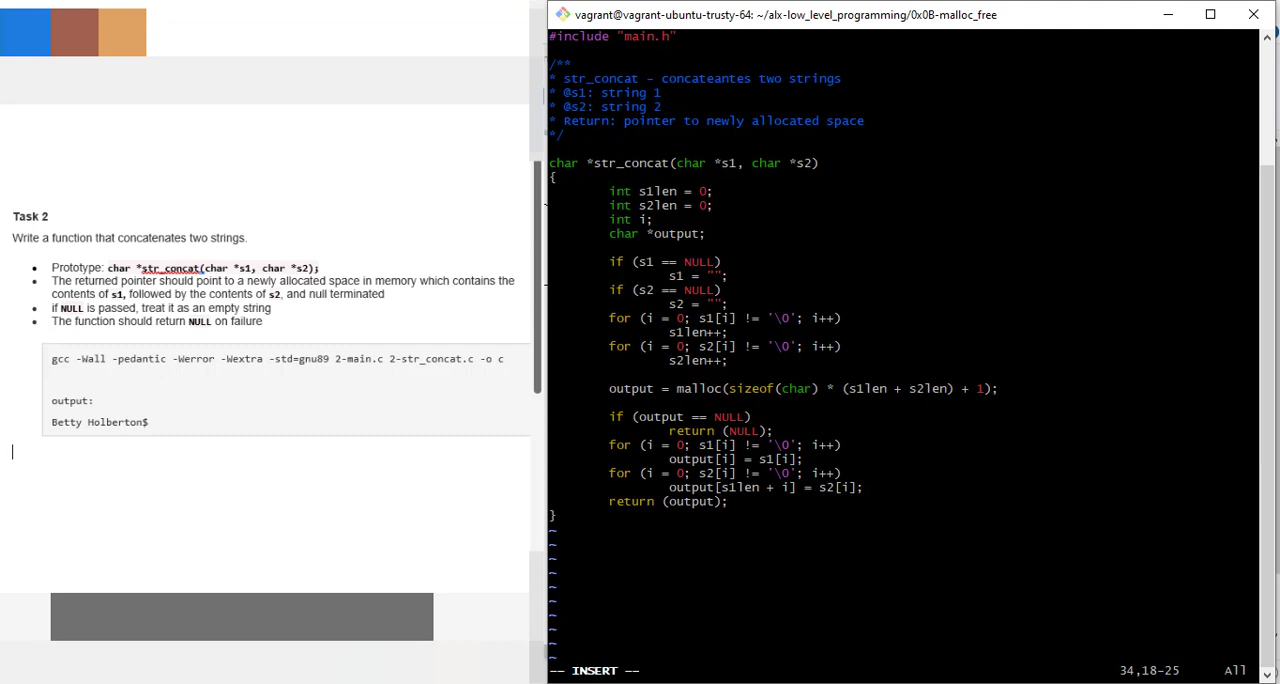 Task 2
Write a function that concatenates two strings.
Prototype: char *str_concat(char *s1, char *s2);
The returned pointer should point to a newly allocated space in memory which contains the
contents of s1, followed by the contents of s2, and null terminated
if NULL is passed, treat it as an empty string
The function should return NULL on failure
gcc -Wall -pedantic -Werror -Wextra -std=gnu89 2-main.c 2-str_concat.c -o c
output:
Betty Holberton$
vagrant@vagrant-ubuntu-trusty-64: ~/alx-low_level_programming/0x0B-malloc_free
#include "main.h"
/**
* str_concat - concateantes two strings
* @s1: string 1
* @s2: string 2
* Return: pointer to newly allocated space
*/
char *str_concat(char *s1, char *s2)
{
int s1len = 0;
int s2len = 0;
int i;
char *output;
if (s1 == NULL)
s1 = "";
if (s2 == NULL)
s2 = "";
for (i = 0; s1[i] != '\0'; i++)
s1len++;
for (i = 0; s2[i] != '\0'; i++)
s2len++;
output = malloc(sizeof(char) * (s1len + s2len) + 1);
if (output == NULL)
return (NULL);
for (i = 0; s1[i] != '\0'; i++)
output[i] = s1[i];
for (i = 0; s2[i] != '\0'; i++)
output[s1len + i] = s2[i];
return (output);
}
~
~
~
~
~
~
~
~
~
~
-- INSERT -- 34,18-25 All